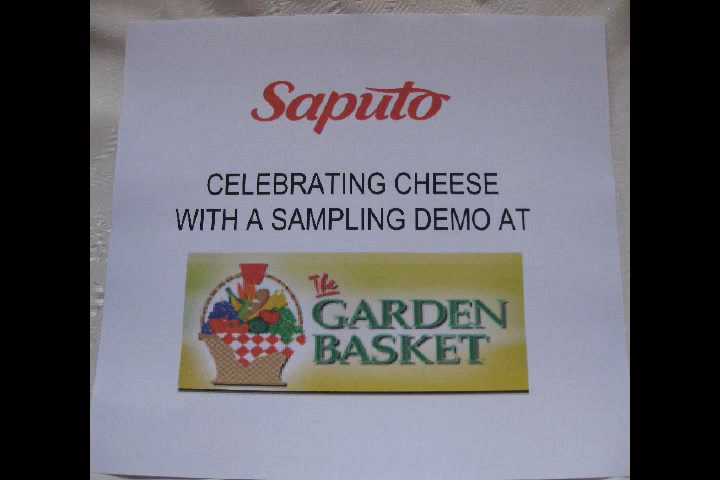 Saputo
CELEBRATING CHEESE
WITH A SAMPLING DEMO AT
The
GARDEN
BASKET